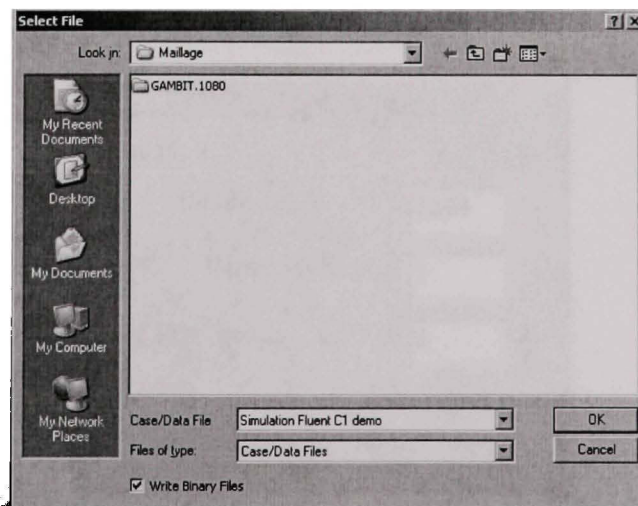 Select File
Look in: Maillage
GAMBIT.1080
My Recent Documents
Desktop
My Documents
My Computer
My Network Places
Case/Data File Simulation Fluent C1 demo OK
Files of type: Case/Data Files Cancel
Write Binary Files